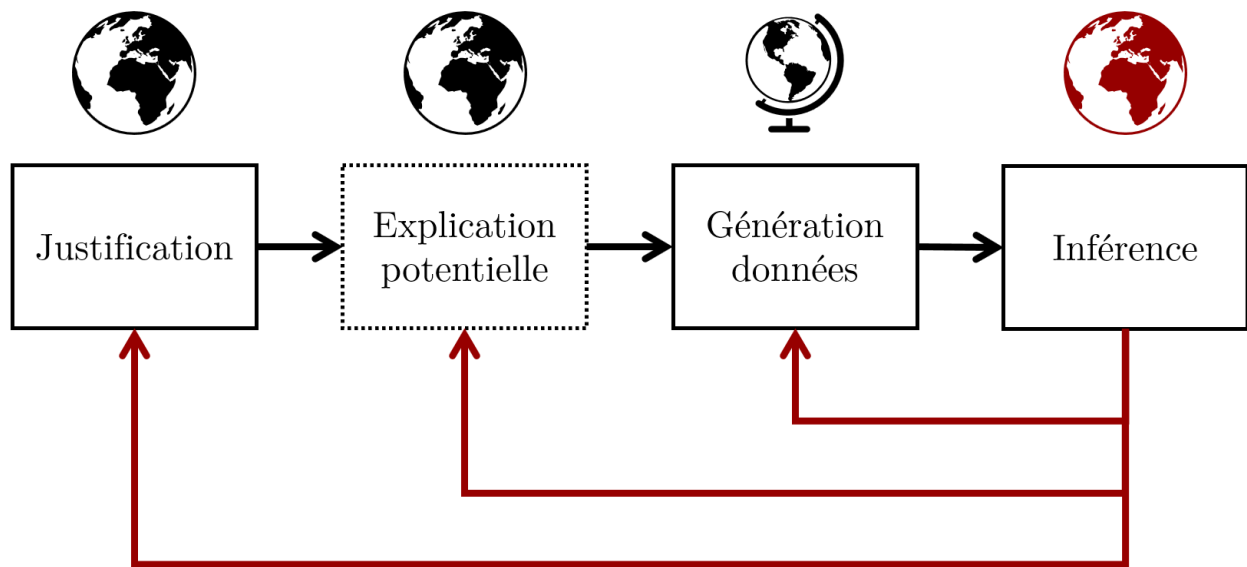 Justification
Explication
potentielle
Génération
données
Inférence